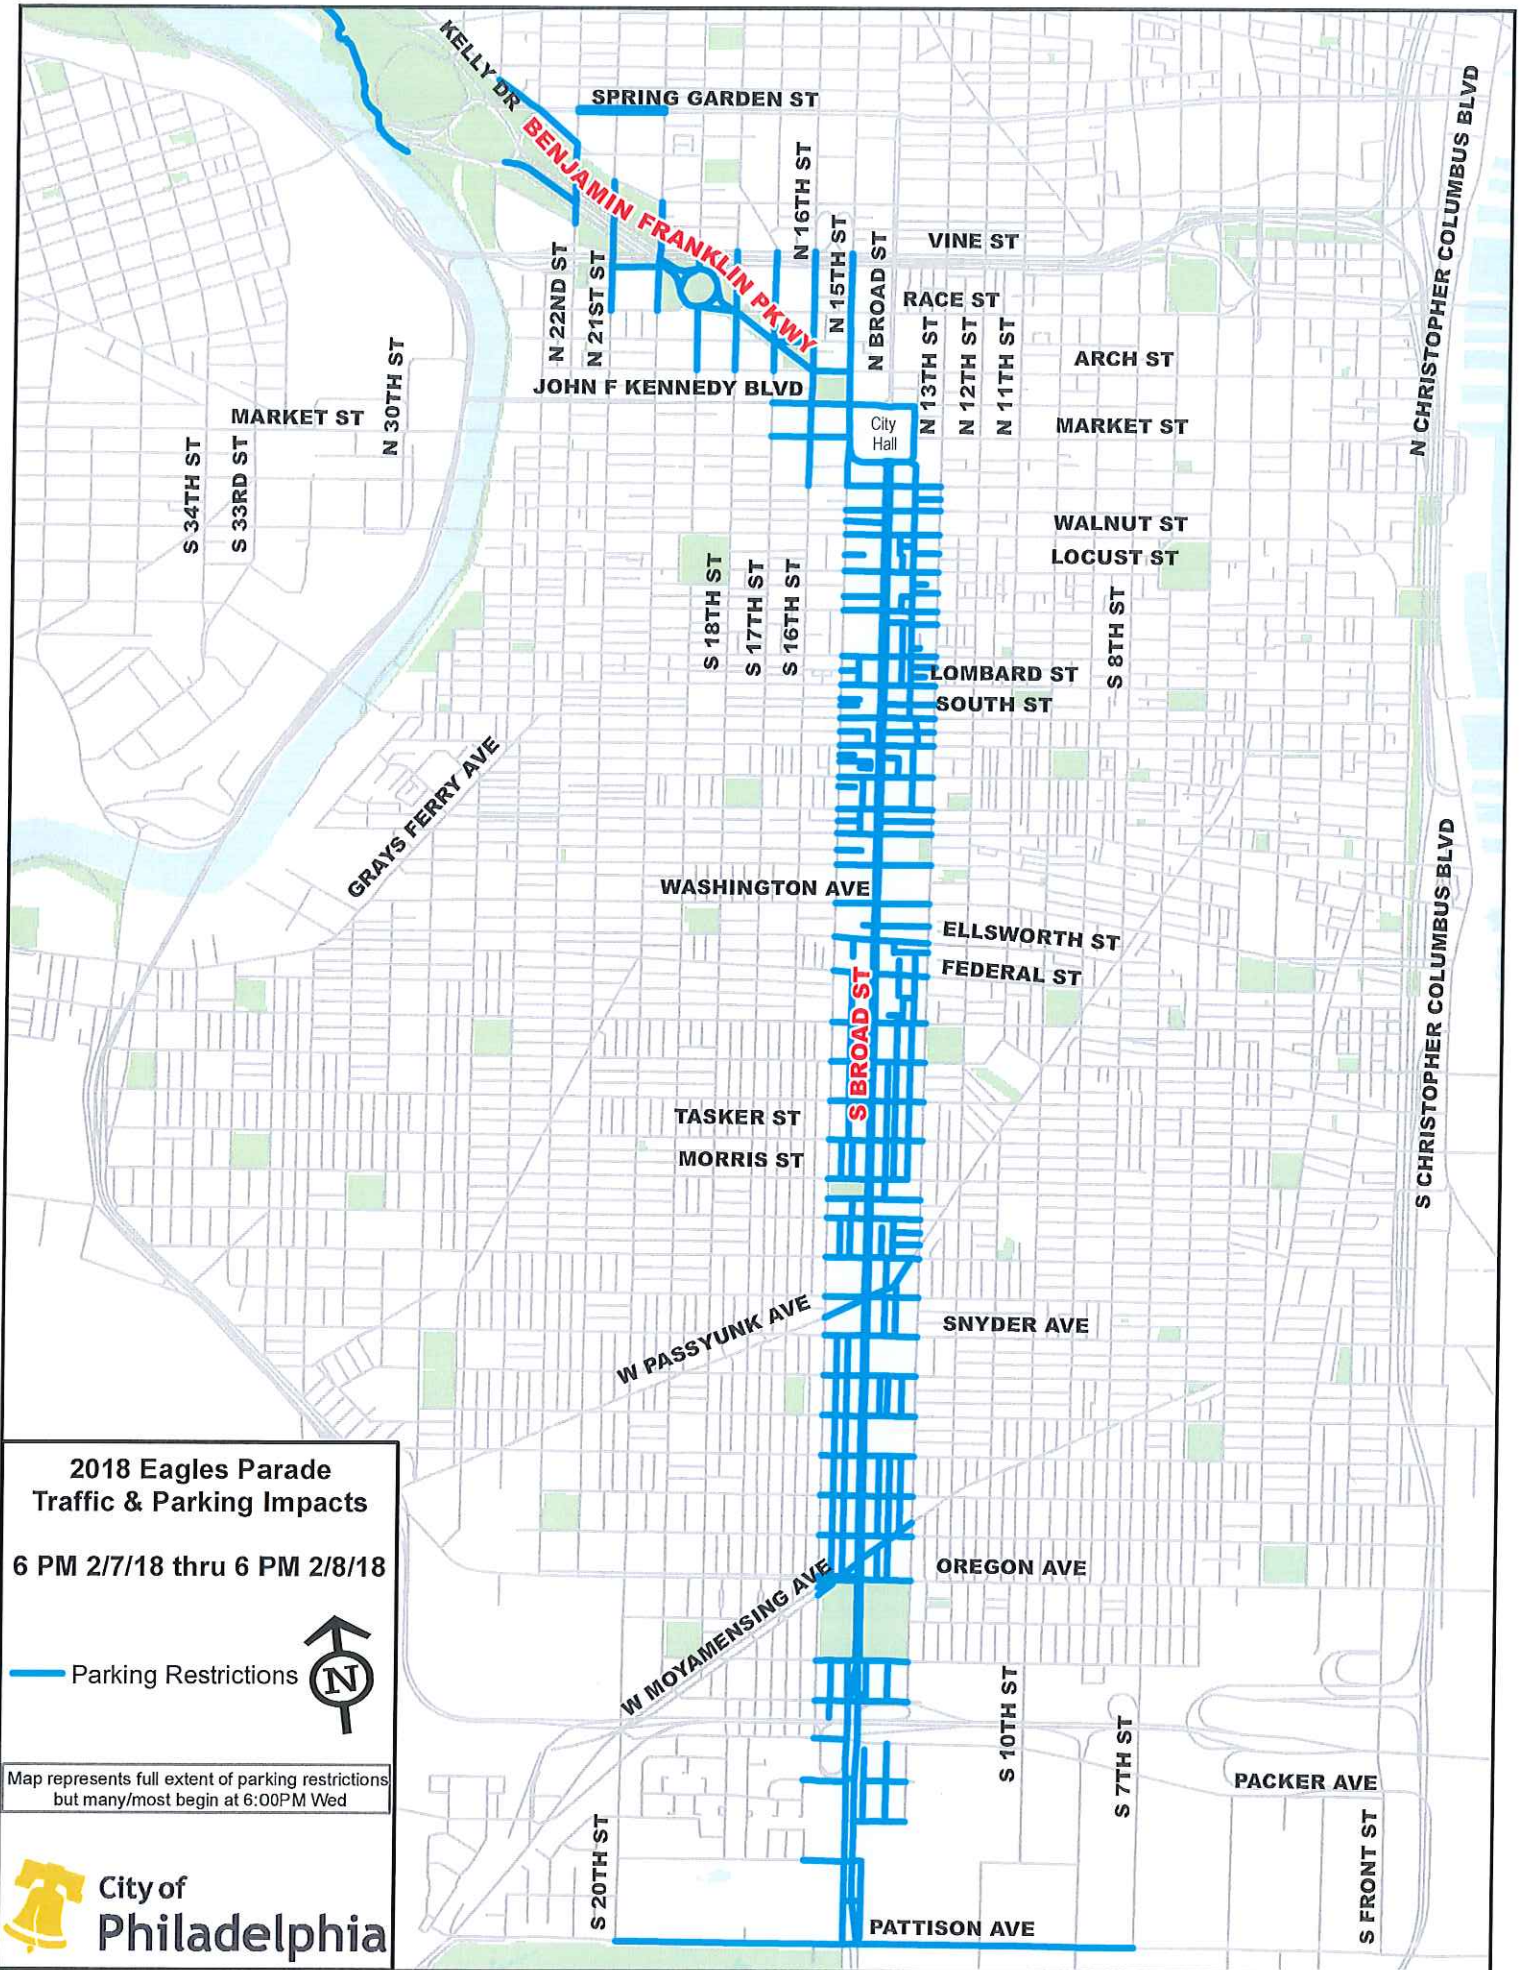 KELLY DR
SPRING GARDEN ST
BENJAMIN FRANKLIN PKWY
N 16TH ST
N 15TH ST
N BROAD ST
VINE ST
N CHRISTOPHER COLUMBUS BLVD
N 22ND ST
N 21ST ST
RACE ST
N 13TH ST
N 12TH ST
N 11TH ST
ARCH ST
N 30TH ST
JOHN F KENNEDY BLVD
MARKET ST
City
Hall
MARKET ST
S 34TH ST
S 33RD ST
WALNUT ST
LOCUST ST
S 18TH ST
S 17TH ST
S 16TH ST
S 8TH ST
LOMBARD ST
SOUTH ST
GRAYS FERRY AVE
WASHINGTON AVE
S CHRISTOPHER COLUMBUS BLVD
ELLSWORTH ST
FEDERAL ST
S BROAD ST
TASKER ST
MORRIS ST
W PASSYUNK AVE
SNYDER AVE
OREGON AVE
W MOYAMENSING AVE
S 10TH ST
S 7TH ST
PACKER AVE
S 20TH ST
S FRONT ST
PATTISON AVE
2018 Eagles Parade
Traffic & Parking Impacts
6 PM 2/7/18 thru 6 PM 2/8/18
Parking Restrictions
N
Map represents full extent of parking restrictions
but many/most begin at 6:00PM Wed
City of
Philadelphia